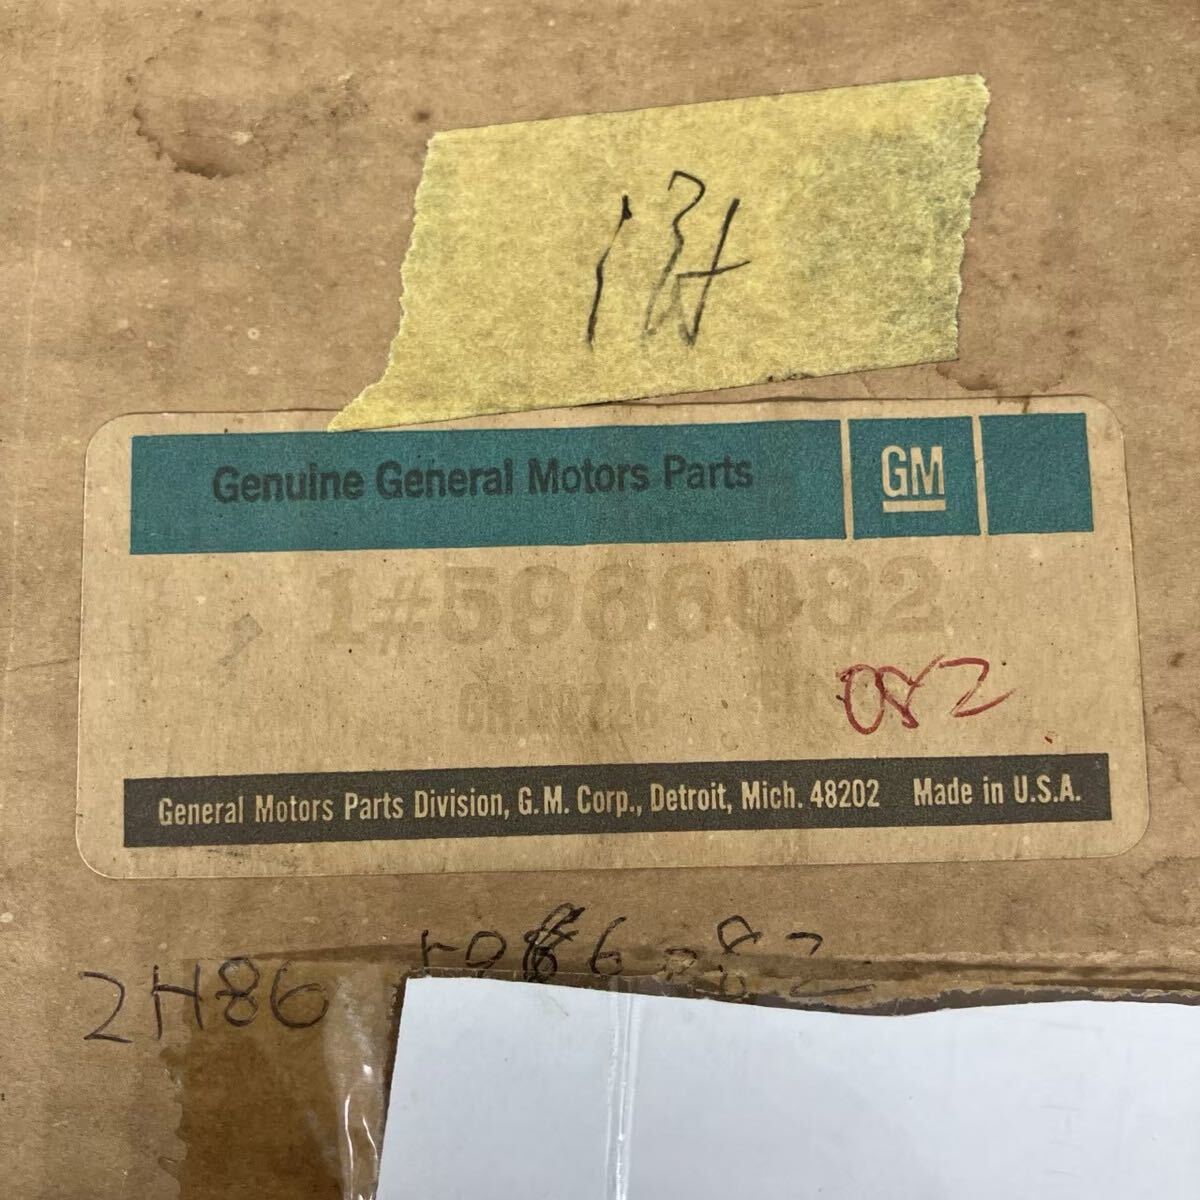 Genuine General Motors Parts GM
1#5966082
082
General Motors Parts Division, G.M. Corp., Detroit, Mich. 48202 Made in U.S.A.
2H86